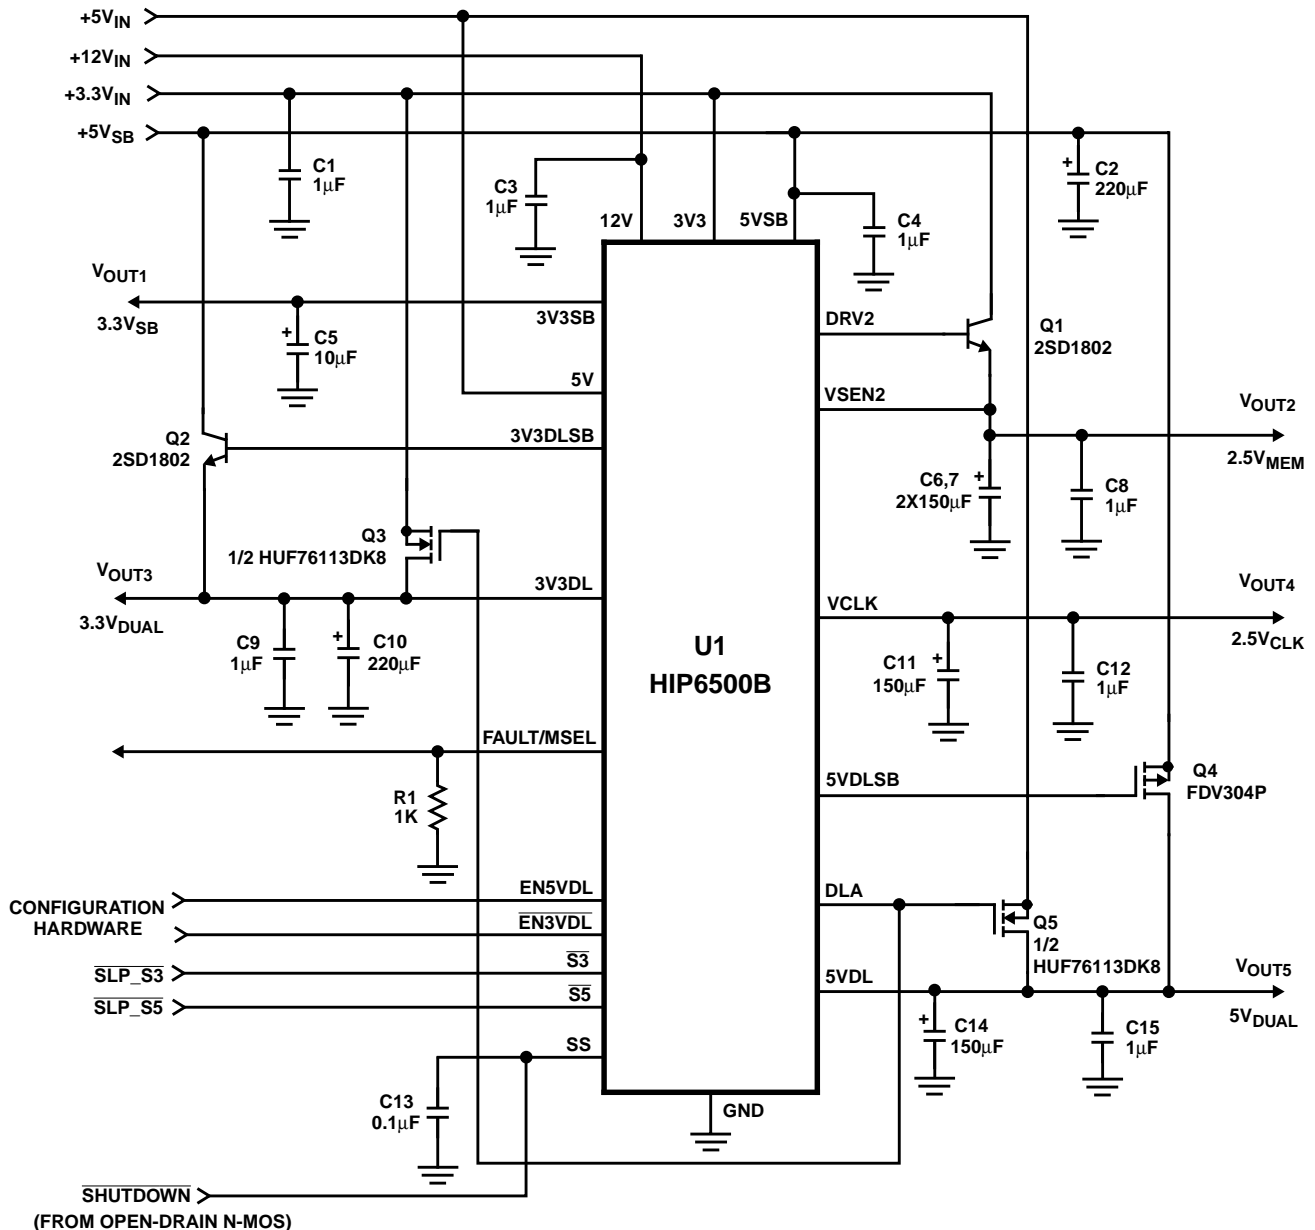 +5VIN
+12VIN
+3.3VIN
+5VSB
C1
1µF
C3
1µF
C2
220µF
C4
1µF
12V
3V3
5VSB
VOUT1
3.3VSB
3V3SB
C5
10µF
5V
DRV2
Q1
2SD1802
VSEN2
VOUT2
2.5VMEM
Q2
2SD1802
3V3DLSB
C6,7
2X150µF
C8
1µF
Q3
1/2 HUF76113DK8
VOUT3
3.3VDUAL
3V3DL
C9
1µF
C10
220µF
U1
HIP6500B
VCLK
VOUT4
2.5VCLK
C11
150µF
C12
1µF
FAULT/MSEL
R1
1K
5VDLSB
Q4
FDV304P
CONFIGURATION
HARDWARE
EN5VDL
EN3VDL
DLA
Q5
1/2
HUF76113DK8
SLP_S3
S3
SLP_S5
S5
5VDL
VOUT5
5VDUAL
SS
C14
150µF
C15
1µF
C13
0.1µF
GND
SHUTDOWN
(FROM OPEN-DRAIN N-MOS)